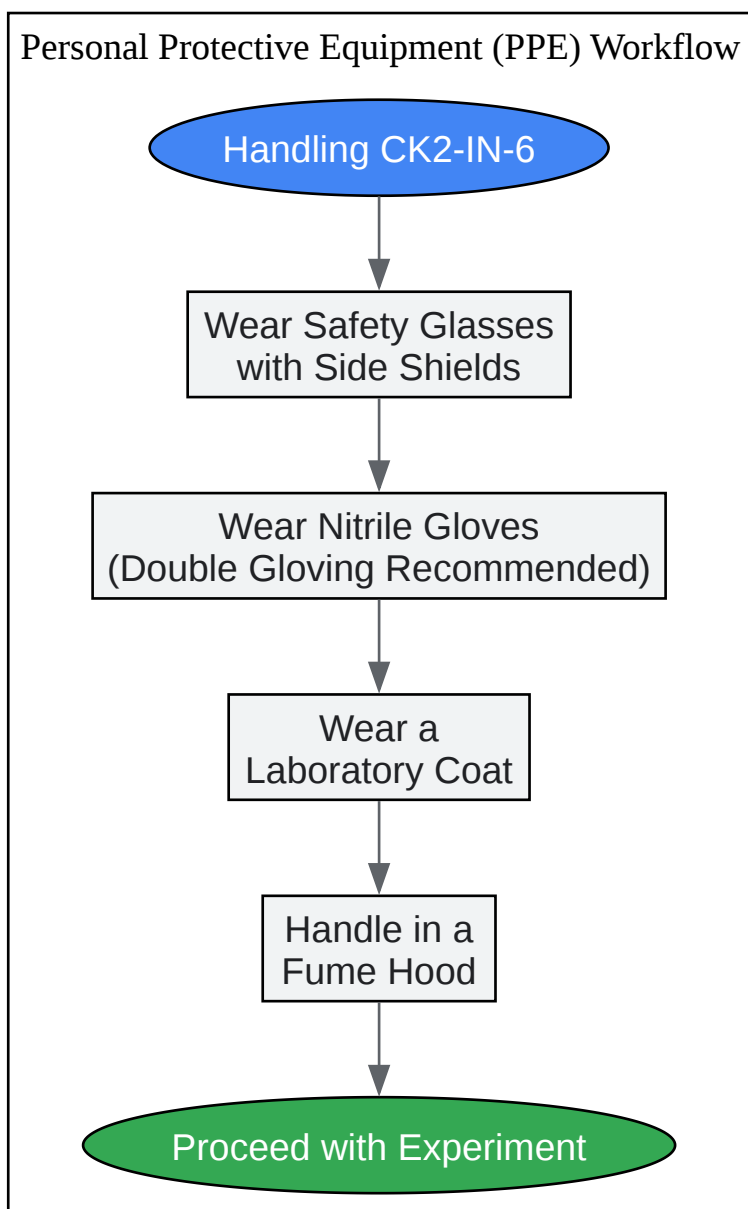 Personal Protective Equipment (PPE) Workflow
Handling CK2-IN-6
Wear Safety Glasses
with Side Shields
Wear Nitrile Gloves
(Double Gloving Recommended)
Wear a
Laboratory Coat
Handle in a
Fume Hood
Proceed with Experiment